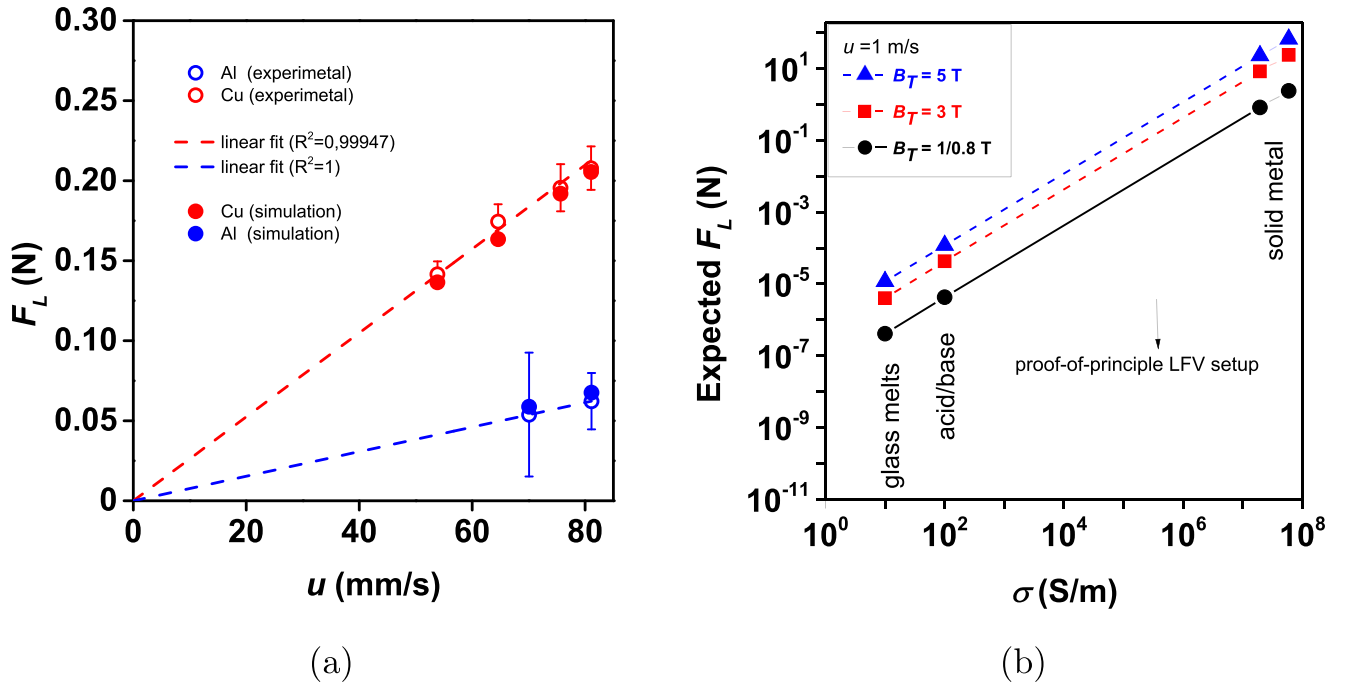 0.30
0.25
0.20
0.15
0.10
0.05
0
F_L (N)
Al (experimetal)
Cu (experimetal)
linear fit (R²=0,99947)
linear fit (R²=1)
Cu (simulation)
Al (simulation)
0 20 40 60 80
u (mm/s)
(a)
10¹
10⁻¹
10⁻³
10⁻⁵
10⁻⁷
10⁻⁹
10⁻¹¹
Expected F_L (N)
u =1 m/s
B_T = 5 T
B_T = 3 T
B_T = 1/0.8 T
glass melts
acid/base
solid metal
proof-of-principle LFV setup
10⁰ 10² 10⁴ 10⁶ 10⁸
σ (S/m)
(b)